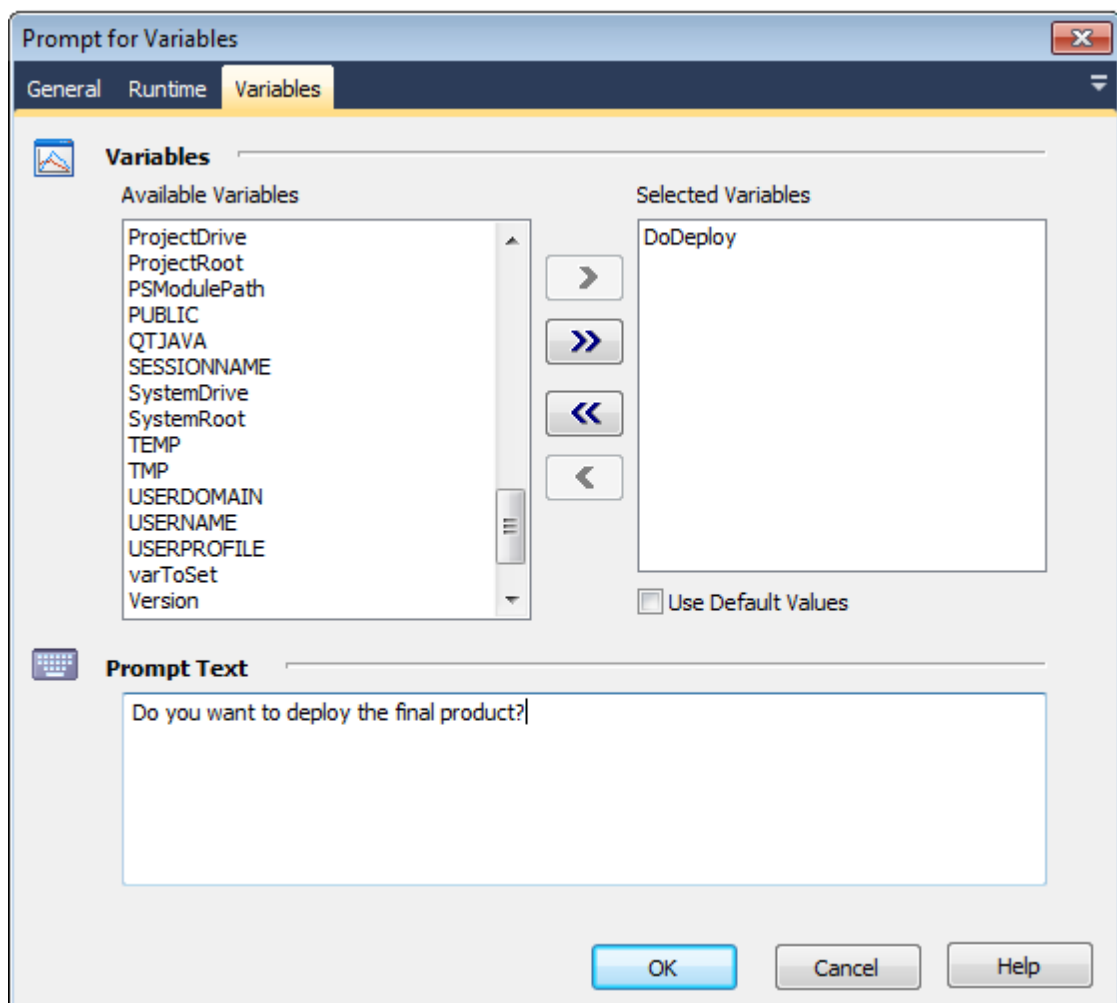 Prompt for Variables
General Runtime Variables
Variables
Available Variables
Selected Variables
ProjectDrive
ProjectRoot
PSModulePath
PUBLIC
QTJAVA
SESSIONNAME
SystemDrive
SystemRoot
TEMP
TMP
USERDOMAIN
USERNAME
USERPROFILE
varToSet
Version
DoDeploy
Use Default Values
Prompt Text
Do you want to deploy the final product?
OK Cancel Help